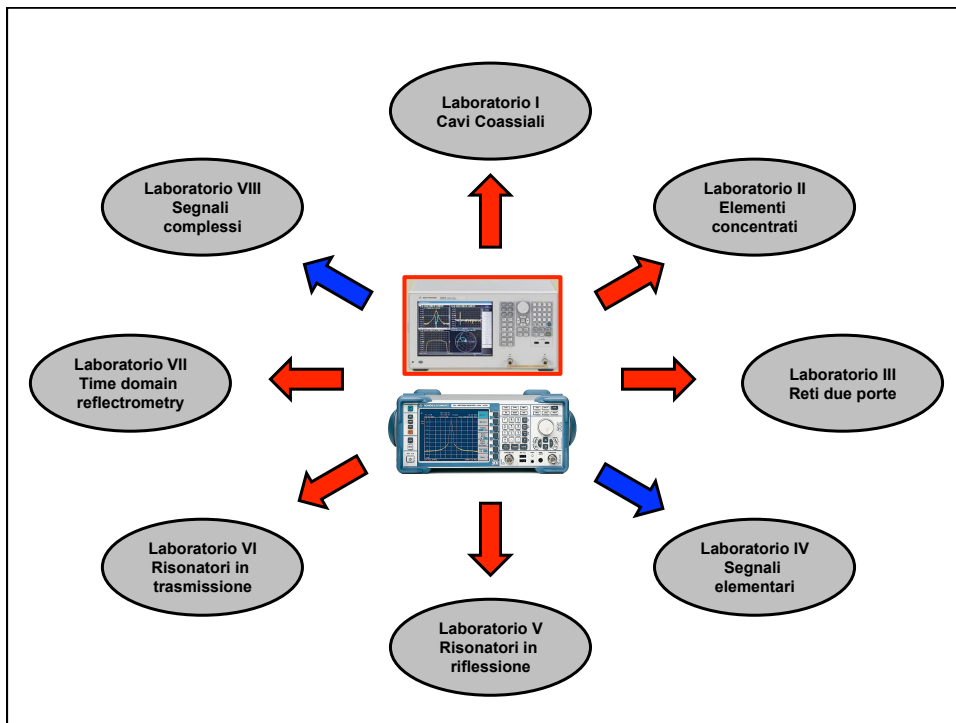 Laboratorio I
Cavi Coassiali
Laboratorio II
Elementi
concentrati
Laboratorio III
Reti due porte
Laboratorio IV
Segnali
elementari
Laboratorio V
Risonatori in
riflessione
Laboratorio VI
Risonatori in
trasmissione
Laboratorio VII
Time domain
reflectrometry
Laboratorio VIII
Segnali
complessi